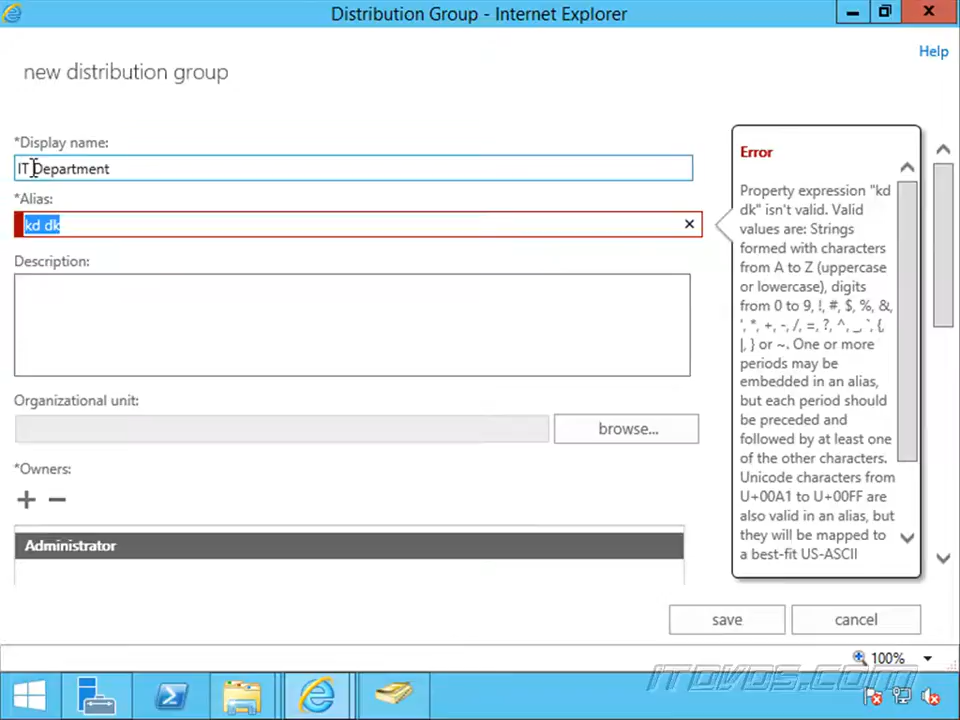 Distribution Group - Internet Explorer
Help
new distribution group
*Display name:
IT Department
*Alias:
kd dk
Description:
Organizational unit:
browse...
*Owners:
Administrator
Error
Property expression "kd
dk" isn't valid. Valid
values are: Strings
formed with characters
from A to Z (uppercase
or lowercase), digits
from 0 to 9, !, #, $, %, &,
', *, +, -, /, =, ?, ^, _, `, {,
|, } or ~. One or more
periods may be
embedded in an alias,
but each period should
be preceded and
followed by at least one
of the other characters.
Unicode characters from
U+00A1 to U+00FF are
also valid in an alias, but
they will be mapped to
a best-fit US-ASCII
save
cancel
100%
ITDVDS.COM